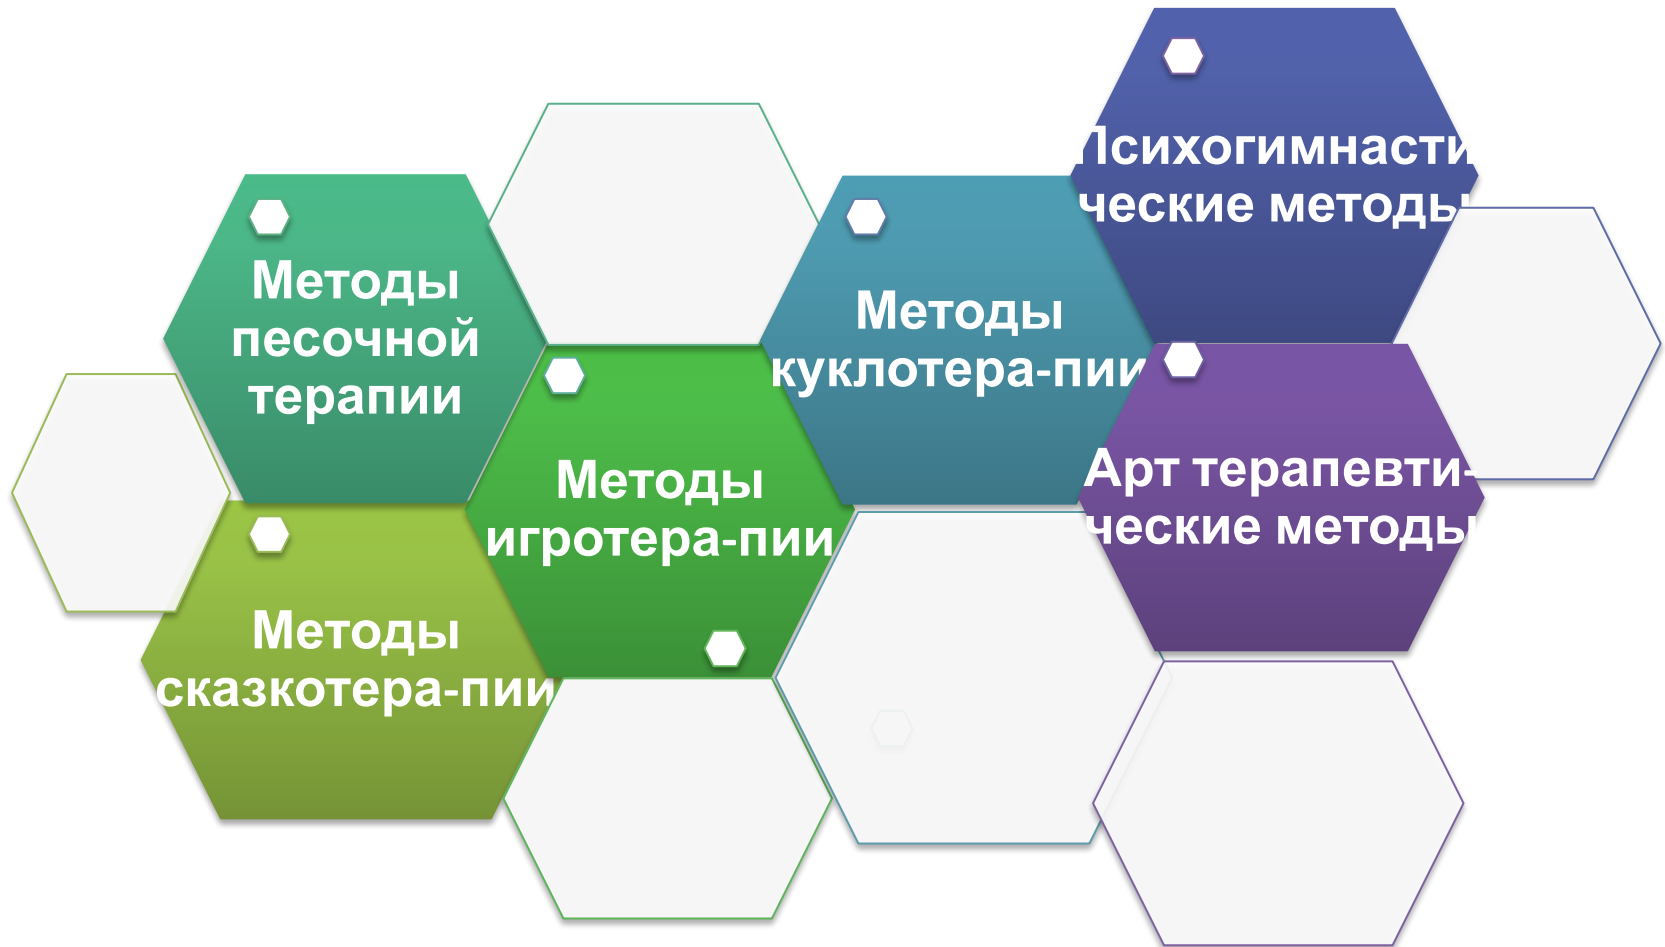 Методы
песочной
терапии
Методы
сказкотера-пии
Методы
игротера-пии
Методы
куклотера-пии
Психогимнасти
ческие методы
Арт терапевти-
ческие методы